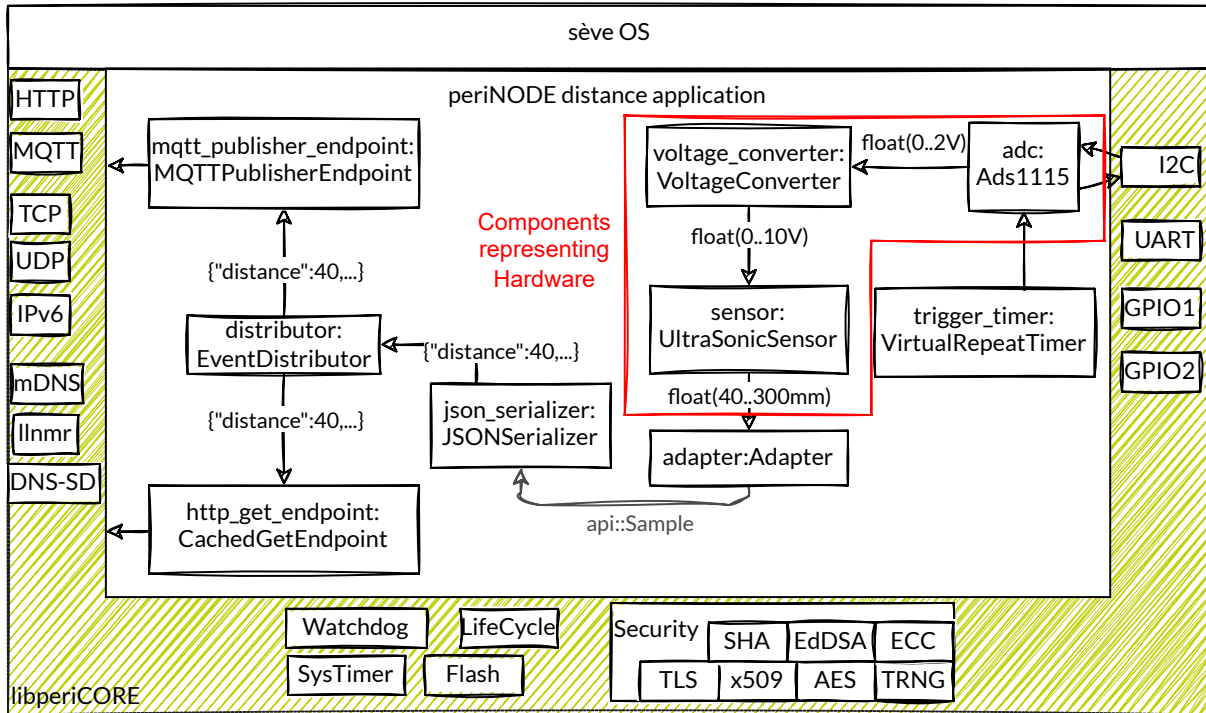 sève OS
periNODE distance application
HTTP
MQTT
TCP
UDP
IPv6
mDNS
llnmr
DNS-SD
mqtt_publisher_endpoint:
MQTTPublisherEndpoint
{"distance":40,...}
distributor:
EventDistributor
{"distance":40,...}
http_get_endpoint:
CachedGetEndpoint
{"distance":40,...}
json_serializer:
JSONSerializer
api::Sample
Components
representing
Hardware
voltage_converter:
VoltageConverter
float(0..2V)
adc:
Ads1115
float(0..10V)
sensor:
UltraSonicSensor
trigger_timer:
VirtualRepeatTimer
float(40..300mm)
adapter:Adapter
I2C
UART
GPIO1
GPIO2
Watchdog
LifeCycle
SysTimer
Flash
Security
SHA
EdDSA
ECC
TLS
x509
AES
TRNG
libperiCORE